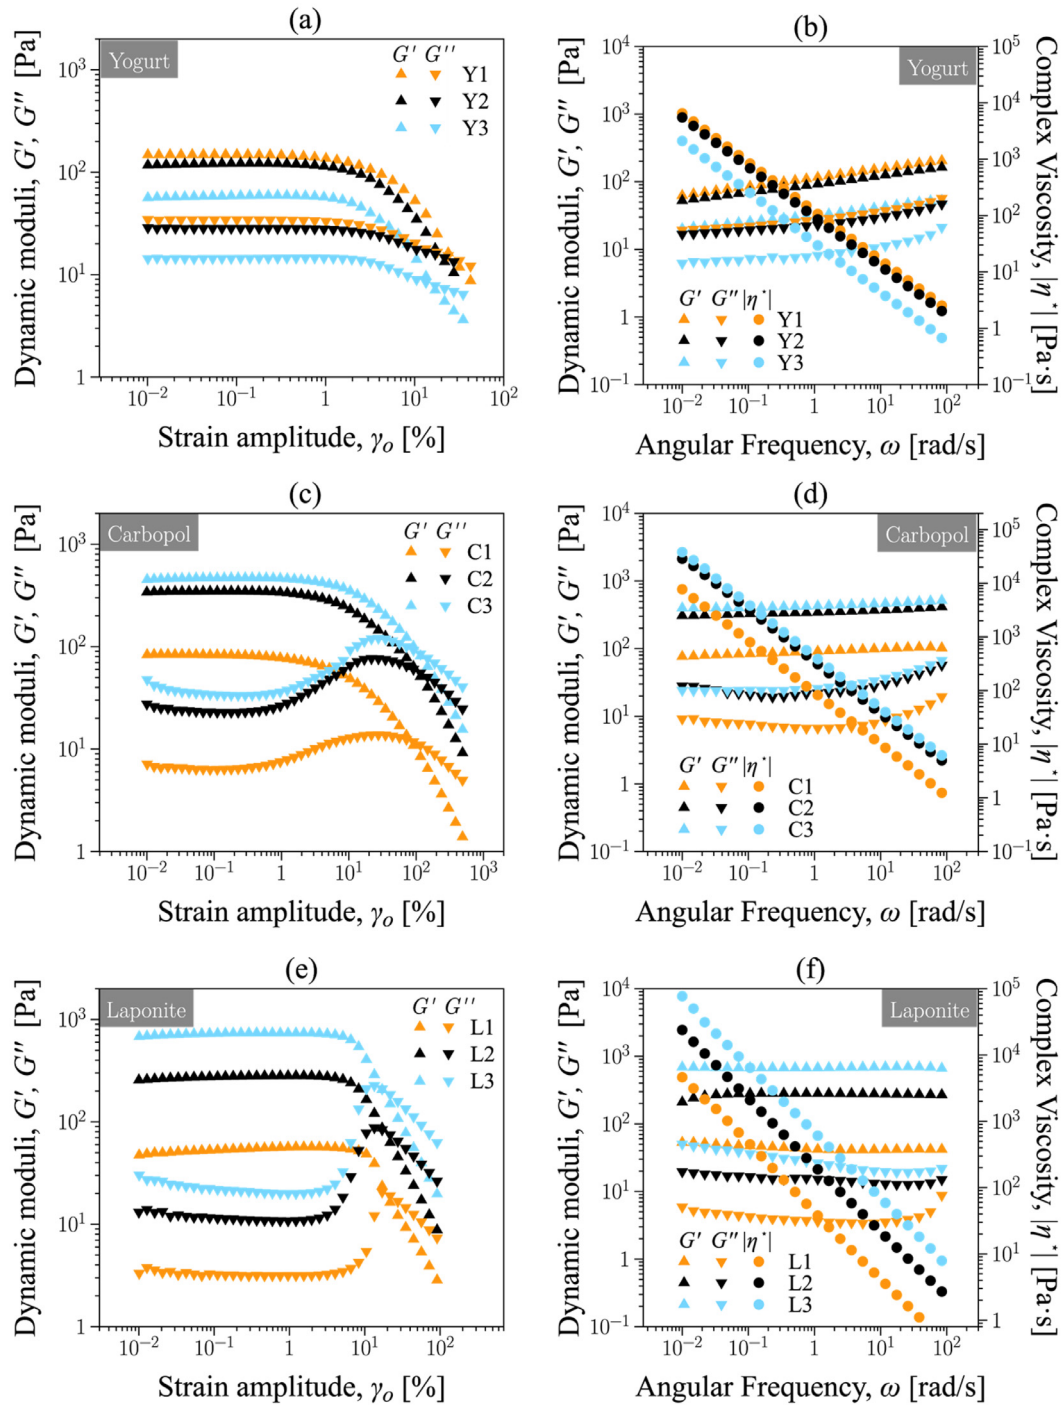 (a)
Dynamic moduli, G′, G″ [Pa]
Yogurt
G′ G″
Y1
Y2
Y3
10³
10²
10¹
1
10⁻² 10⁻¹ 1 10¹ 10²
Strain amplitude, γₒ [%]
(b)
Dynamic moduli, G′, G″ [Pa]
Yogurt
G′ G″ |η*|
Y1
Y2
Y3
10⁴
10³
10²
10¹
1
10⁻¹
10⁵
10⁴
10³
10²
10¹
1
10⁻¹
Complex Viscosity, |η*| [Pa·s]
10⁻² 10⁻¹ 1 10¹ 10²
Angular Frequency, ω [rad/s]
(c)
Dynamic moduli, G′, G″ [Pa]
Carbopol
G′ G″
C1
C2
C3
10³
10²
10¹
1
10⁻² 10⁻¹ 1 10¹ 10² 10³
Strain amplitude, γₒ [%]
(d)
Dynamic moduli, G′, G″ [Pa]
Carbopol
G′ G″ |η*|
C1
C2
C3
10⁴
10³
10²
10¹
1
10⁻¹
10⁵
10⁴
10³
10²
10¹
1
10⁻¹
Complex Viscosity, |η*| [Pa·s]
10⁻² 10⁻¹ 1 10¹ 10²
Angular Frequency, ω [rad/s]
(e)
Dynamic moduli, G′, G″ [Pa]
Laponite
G′ G″
L1
L2
L3
10³
10²
10¹
1
10⁻² 10⁻¹ 1 10¹ 10²
Strain amplitude, γₒ [%]
(f)
Dynamic moduli, G′, G″ [Pa]
Laponite
G′ G″ |η*|
L1
L2
L3
10⁴
10³
10²
10¹
1
10⁻¹
10⁵
10⁴
10³
10²
10¹
1
Complex Viscosity, |η*| [Pa·s]
10⁻² 10⁻¹ 1 10¹ 10²
Angular Frequency, ω [rad/s]